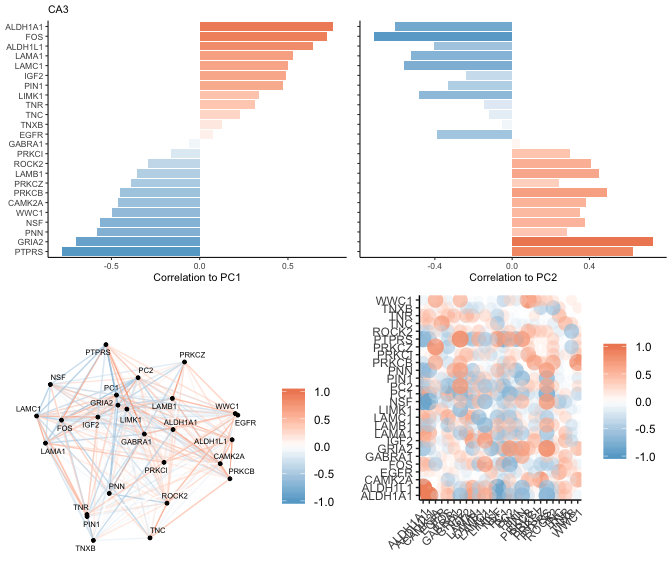 CA3
ALDH1A1
FOS
ALDH1L1
LAMA1
LAMC1
IGF2
PIN1
LIMK1
TNR
TNC
TNXB
EGFR
GABRA1
PRKCI
ROCK2
LAMB1
PRKCZ
PRKCB
CAMK2A
WWC1
NSF
PNN
GRIA2
PTPRS
-0.5 0.0 0.5
Correlation to PC1
-0.4 0.0 0.4
Correlation to PC2
PTPRS
PRKCZ
NSF
PC2
PC1
GRIA2
LAMB1
LAMC1
WWC1
FOS
IGF2
LIMK1
EGFR
ALDH1A1
GABRA1
ALDH1L1
LAMA1
CAMK2A
PRKCI
PRKCB
PNN
ROCK2
TNR
PIN1
TNC
TNXB
1.0
0.5
0.0
-0.5
-1.0
WWC1
TNXB
TNR
TNC
ROCK2
PTPRS
PRKCZ
PRKCI
PRKCB
PNN
PIN1
PC2
NSF
LIMK1
LAMC1
LAMB1
LAMA1
IGF2
GRIA2
GABRA1
FOS
EGFR
CAMK2A
ALDH1L1
ALDH1A1
ALDH1A1
WWC1
1.0
0.5
0.0
-0.5
-1.0